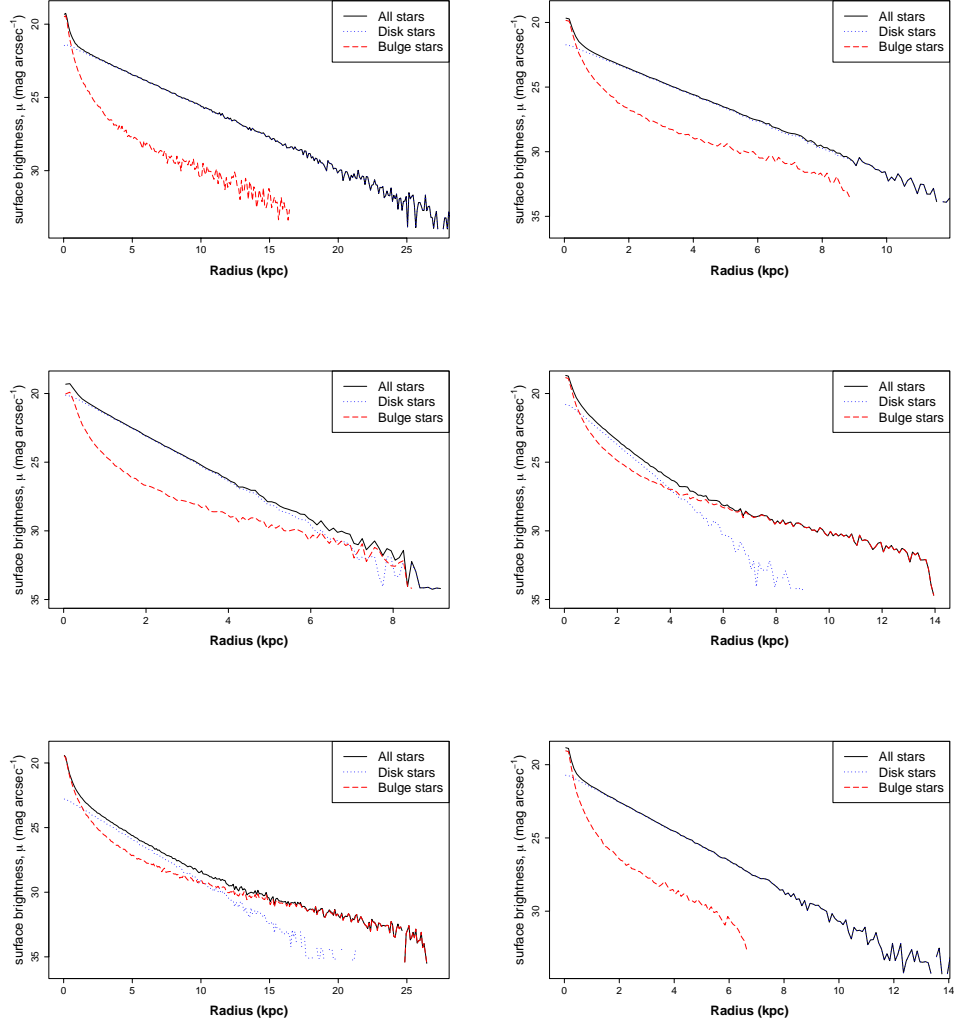 All stars
Disk stars
Bulge stars
surface brightness, μ (mag arcsec⁻¹)
20
25
30
0 5 10 15 20 25
Radius (kpc)
All stars
Disk stars
Bulge stars
surface brightness, μ (mag arcsec⁻¹)
20
25
30
35
0 2 4 6 8 10
Radius (kpc)
All stars
Disk stars
Bulge stars
surface brightness, μ (mag arcsec⁻¹)
20
25
30
35
0 2 4 6 8
Radius (kpc)
All stars
Disk stars
Bulge stars
surface brightness, μ (mag arcsec⁻¹)
20
25
30
35
0 2 4 6 8 10 12 14
Radius (kpc)
All stars
Disk stars
Bulge stars
surface brightness, μ (mag arcsec⁻¹)
20
25
30
35
0 5 10 15 20 25
Radius (kpc)
All stars
Disk stars
Bulge stars
surface brightness, μ (mag arcsec⁻¹)
20
25
30
0 2 4 6 8 10 12 14
Radius (kpc)